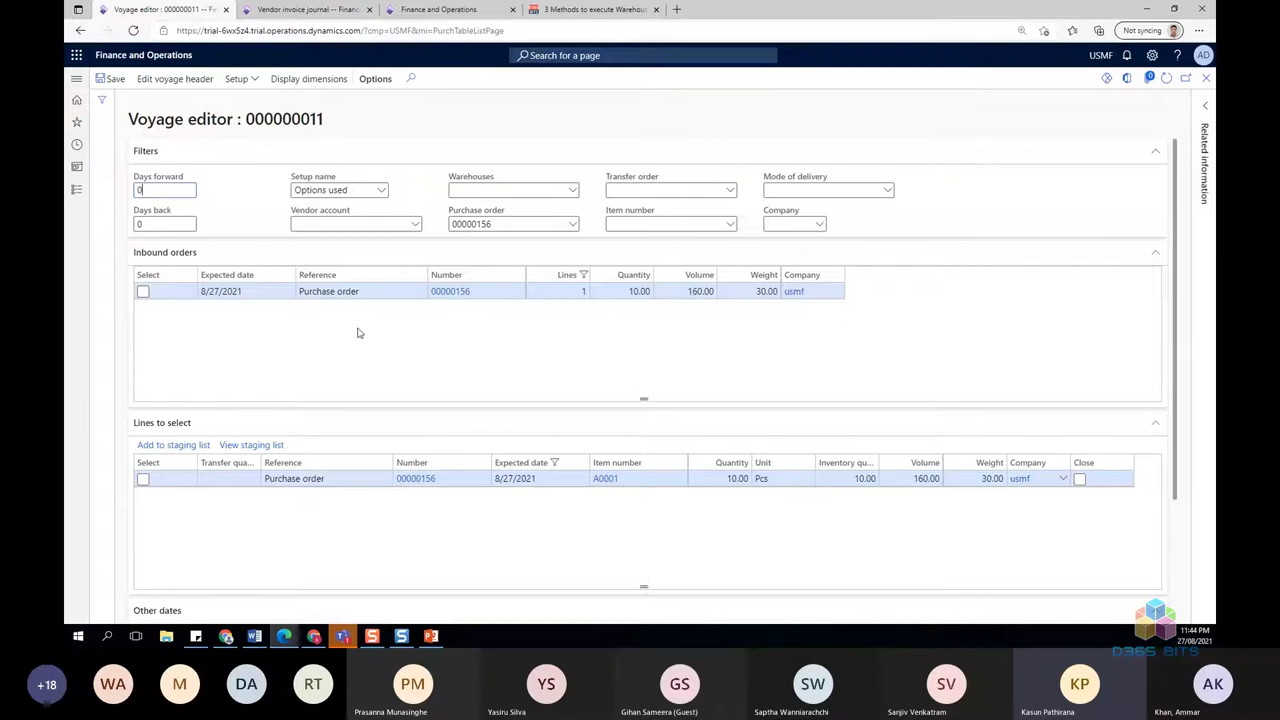 Voyage editor : 000000011 -- Fin
Vendor invoice journal -- Financ
Finance and Operations
3 Methods to execute Warehous
https://trial-6wx5z4.trial.operations.dynamics.com/?cmp=USMF&mi=PurchTableListPage
Not syncing
Finance and Operations
Search for a page
USMF
AD
Save
Edit voyage header
Setup
Display dimensions
Options
0
Voyage editor : 000000011
Related information
Filters
Days forward
Setup name
Warehouses
Transfer order
Mode of delivery
0
Options used
Days back
Vendor account
Purchase order
Item number
Company
0
00000156
Inbound orders
Select
Expected date
Reference
Number
Lines
Quantity
Volume
Weight
Company
8/27/2021
Purchase order
00000156
1
10.00
160.00
30.00
usmf
Lines to select
Add to staging list
View staging list
Select
Transfer qua...
Reference
Number
Expected date
Item number
Quantity
Unit
Inventory qu...
Volume
Weight
Company
Close
Purchase order
00000156
8/27/2021
A0001
10.00
Pcs
10.00
160.00
30.00
usmf
Other dates
11:44 PM
27/08/2021
D365 BITS
+18
WA
M
DA
RT
PM
YS
GS
SW
SV
KP
AK
Prasanna Munasinghe
Yasiru Silva
Gihan Sameera (Guest)
Saptha Wanniarachchi
Sanjiv Venkatram
Kasun Pathirana
Khan, Ammar